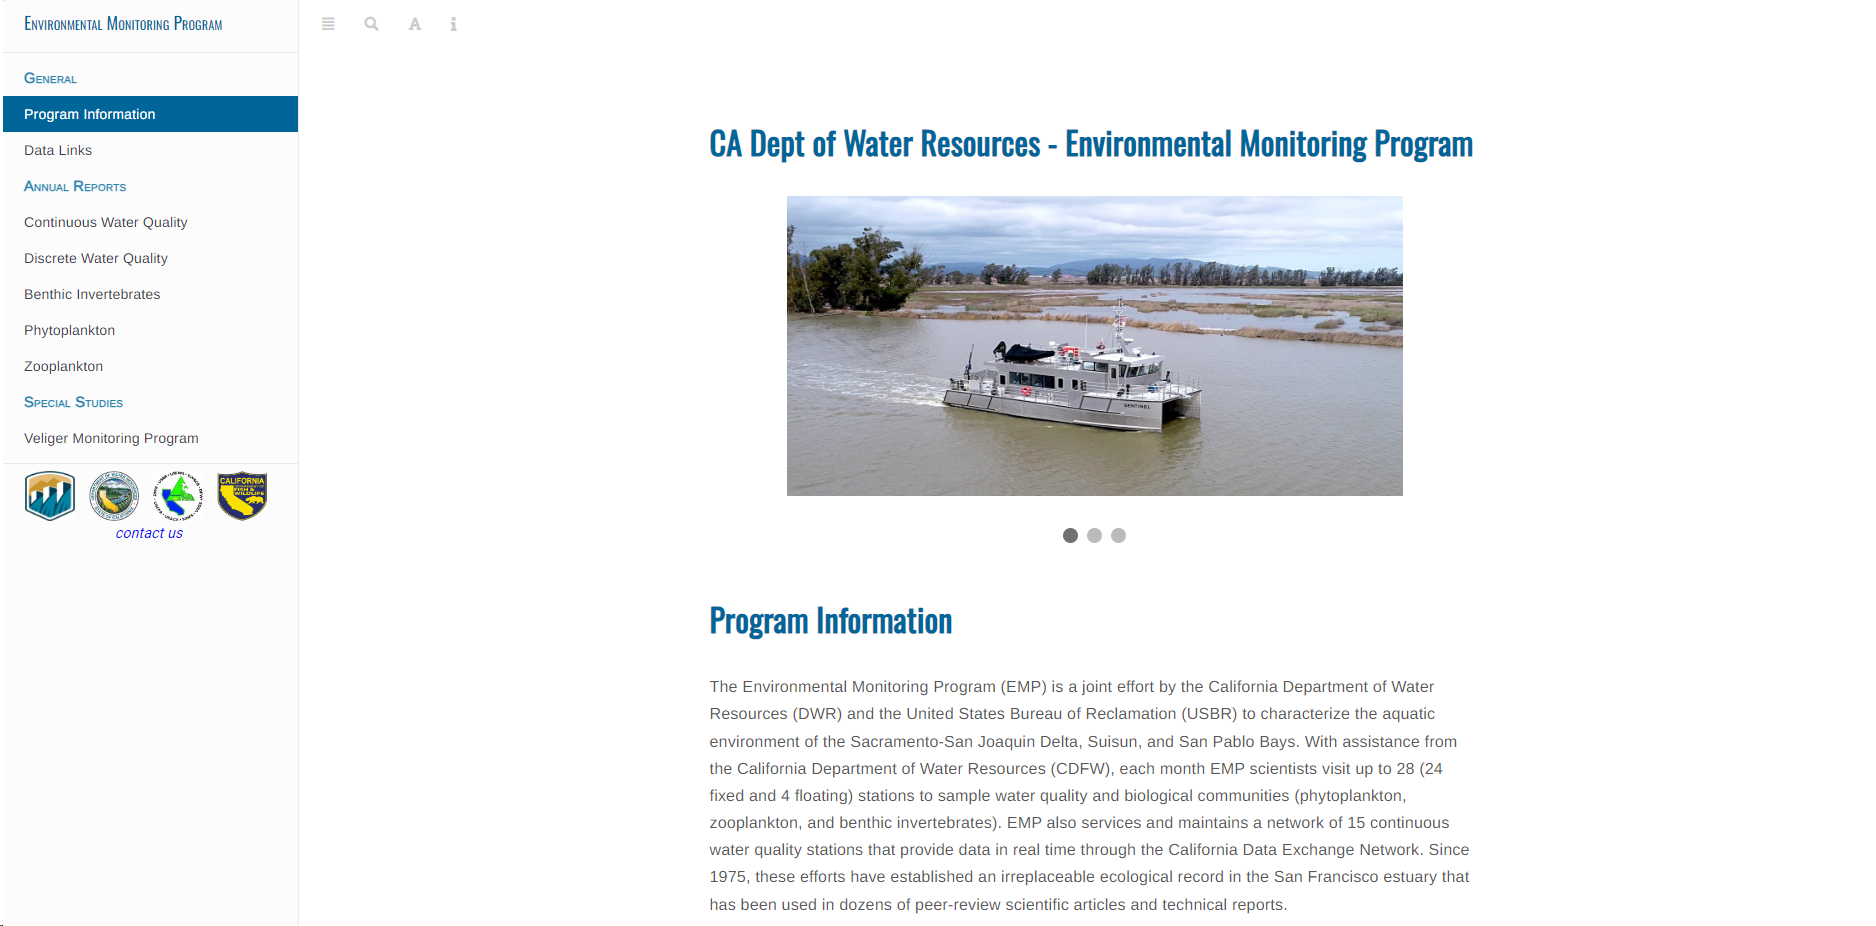 Environmental Monitoring Program
General
Program Information
Data Links
Annual Reports
Continuous Water Quality
Discrete Water Quality
Benthic Invertebrates
Phytoplankton
Zooplankton
Special Studies
Veliger Monitoring Program
CALIFORNIA
FISH &
WILDLIFE
contact us
CA Dept of Water Resources - Environmental Monitoring Program
SENTINEL
Program Information
The Environmental Monitoring Program (EMP) is a joint effort by the California Department of Water
Resources (DWR) and the United States Bureau of Reclamation (USBR) to characterize the aquatic
environment of the Sacramento-San Joaquin Delta, Suisun, and San Pablo Bays. With assistance from
the California Department of Water Resources (CDFW), each month EMP scientists visit up to 28 (24
fixed and 4 floating) stations to sample water quality and biological communities (phytoplankton,
zooplankton, and benthic invertebrates). EMP also services and maintains a network of 15 continuous
water quality stations that provide data in real time through the California Data Exchange Network. Since
1975, these efforts have established an irreplaceable ecological record in the San Francisco estuary that
has been used in dozens of peer-review scientific articles and technical reports.